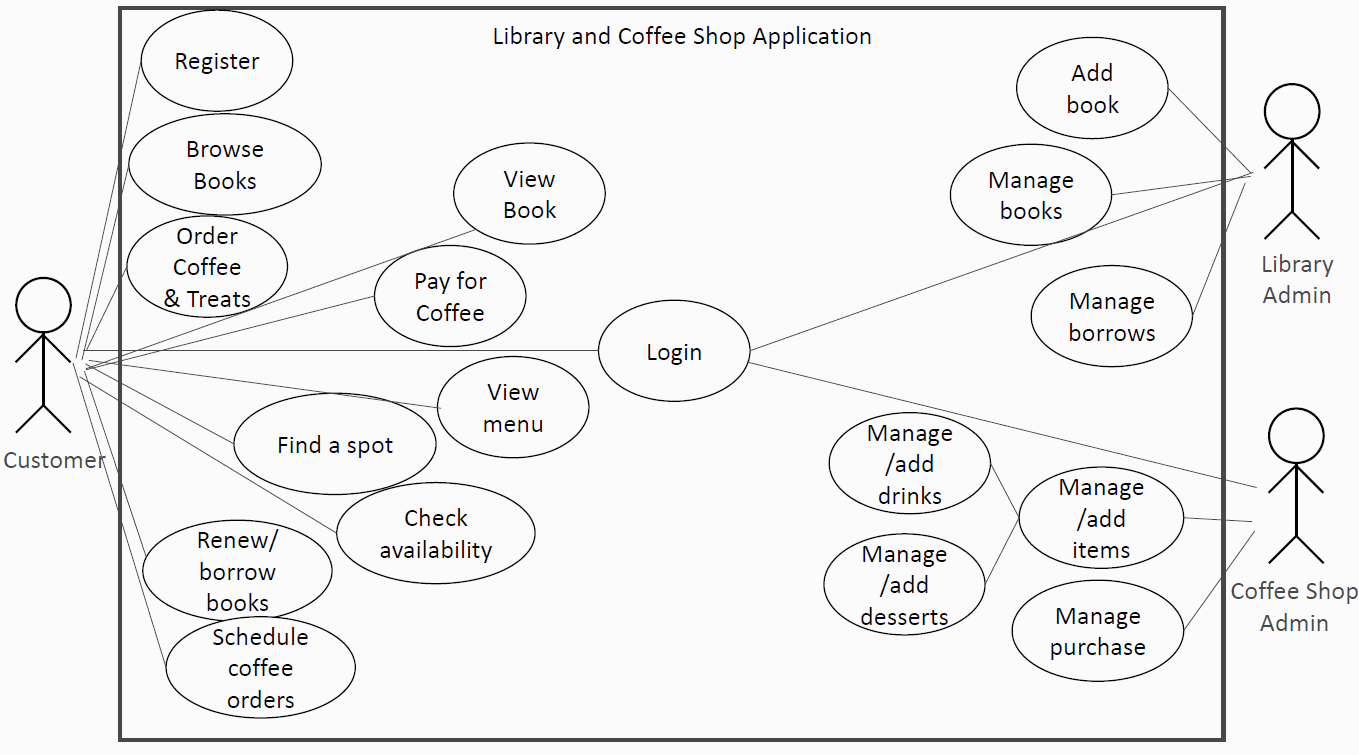 Library and Coffee Shop Application
Register
Browse
Books
Order
Coffee
& Treats
View
Book
Pay for
Coffee
Login
View
menu
Find a spot
Check
availability
Renew/
borrow
books
Schedule
coffee
orders
Customer
Add
book
Manage
books
Manage
borrows
Library
Admin
Manage
/add
drinks
Manage
/add
items
Manage
/add
desserts
Manage
purchase
Coffee Shop
Admin